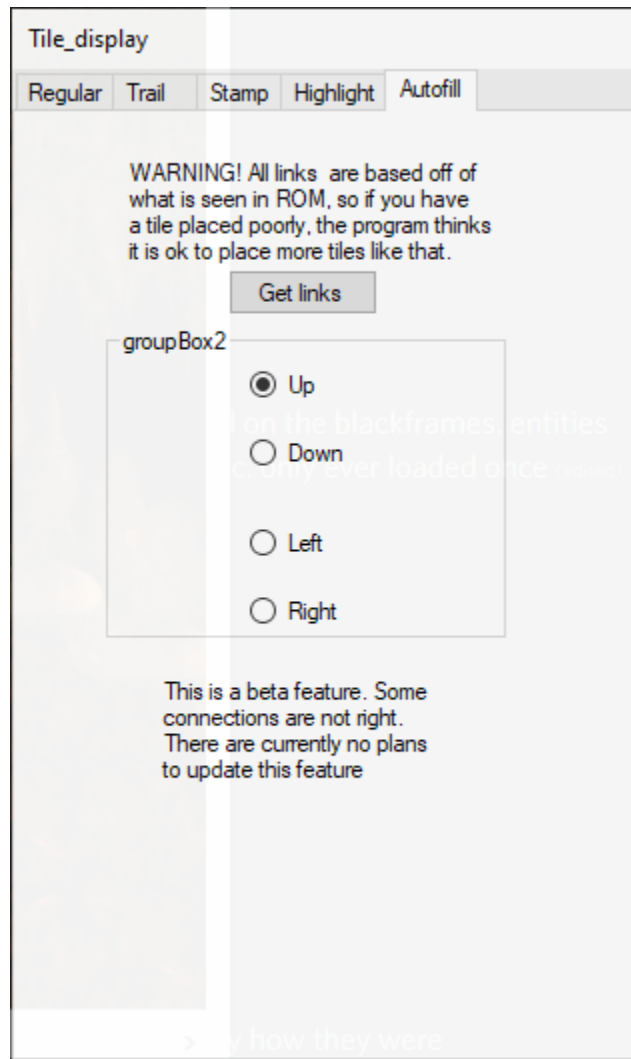 Tile_display
Regular Trail Stamp Highlight Autofill
WARNING! All links  are based off of
what is seen in ROM, so if you have
a tile placed poorly, the program thinks
it is ok to place more tiles like that.
Get links
groupBox2
Up
on the blackframes, entities
Down
only ever loaded once (edited)
Left
Right
This is a beta feature. Some
connections are not right.
There are currently no plans
to update this feature
how they were